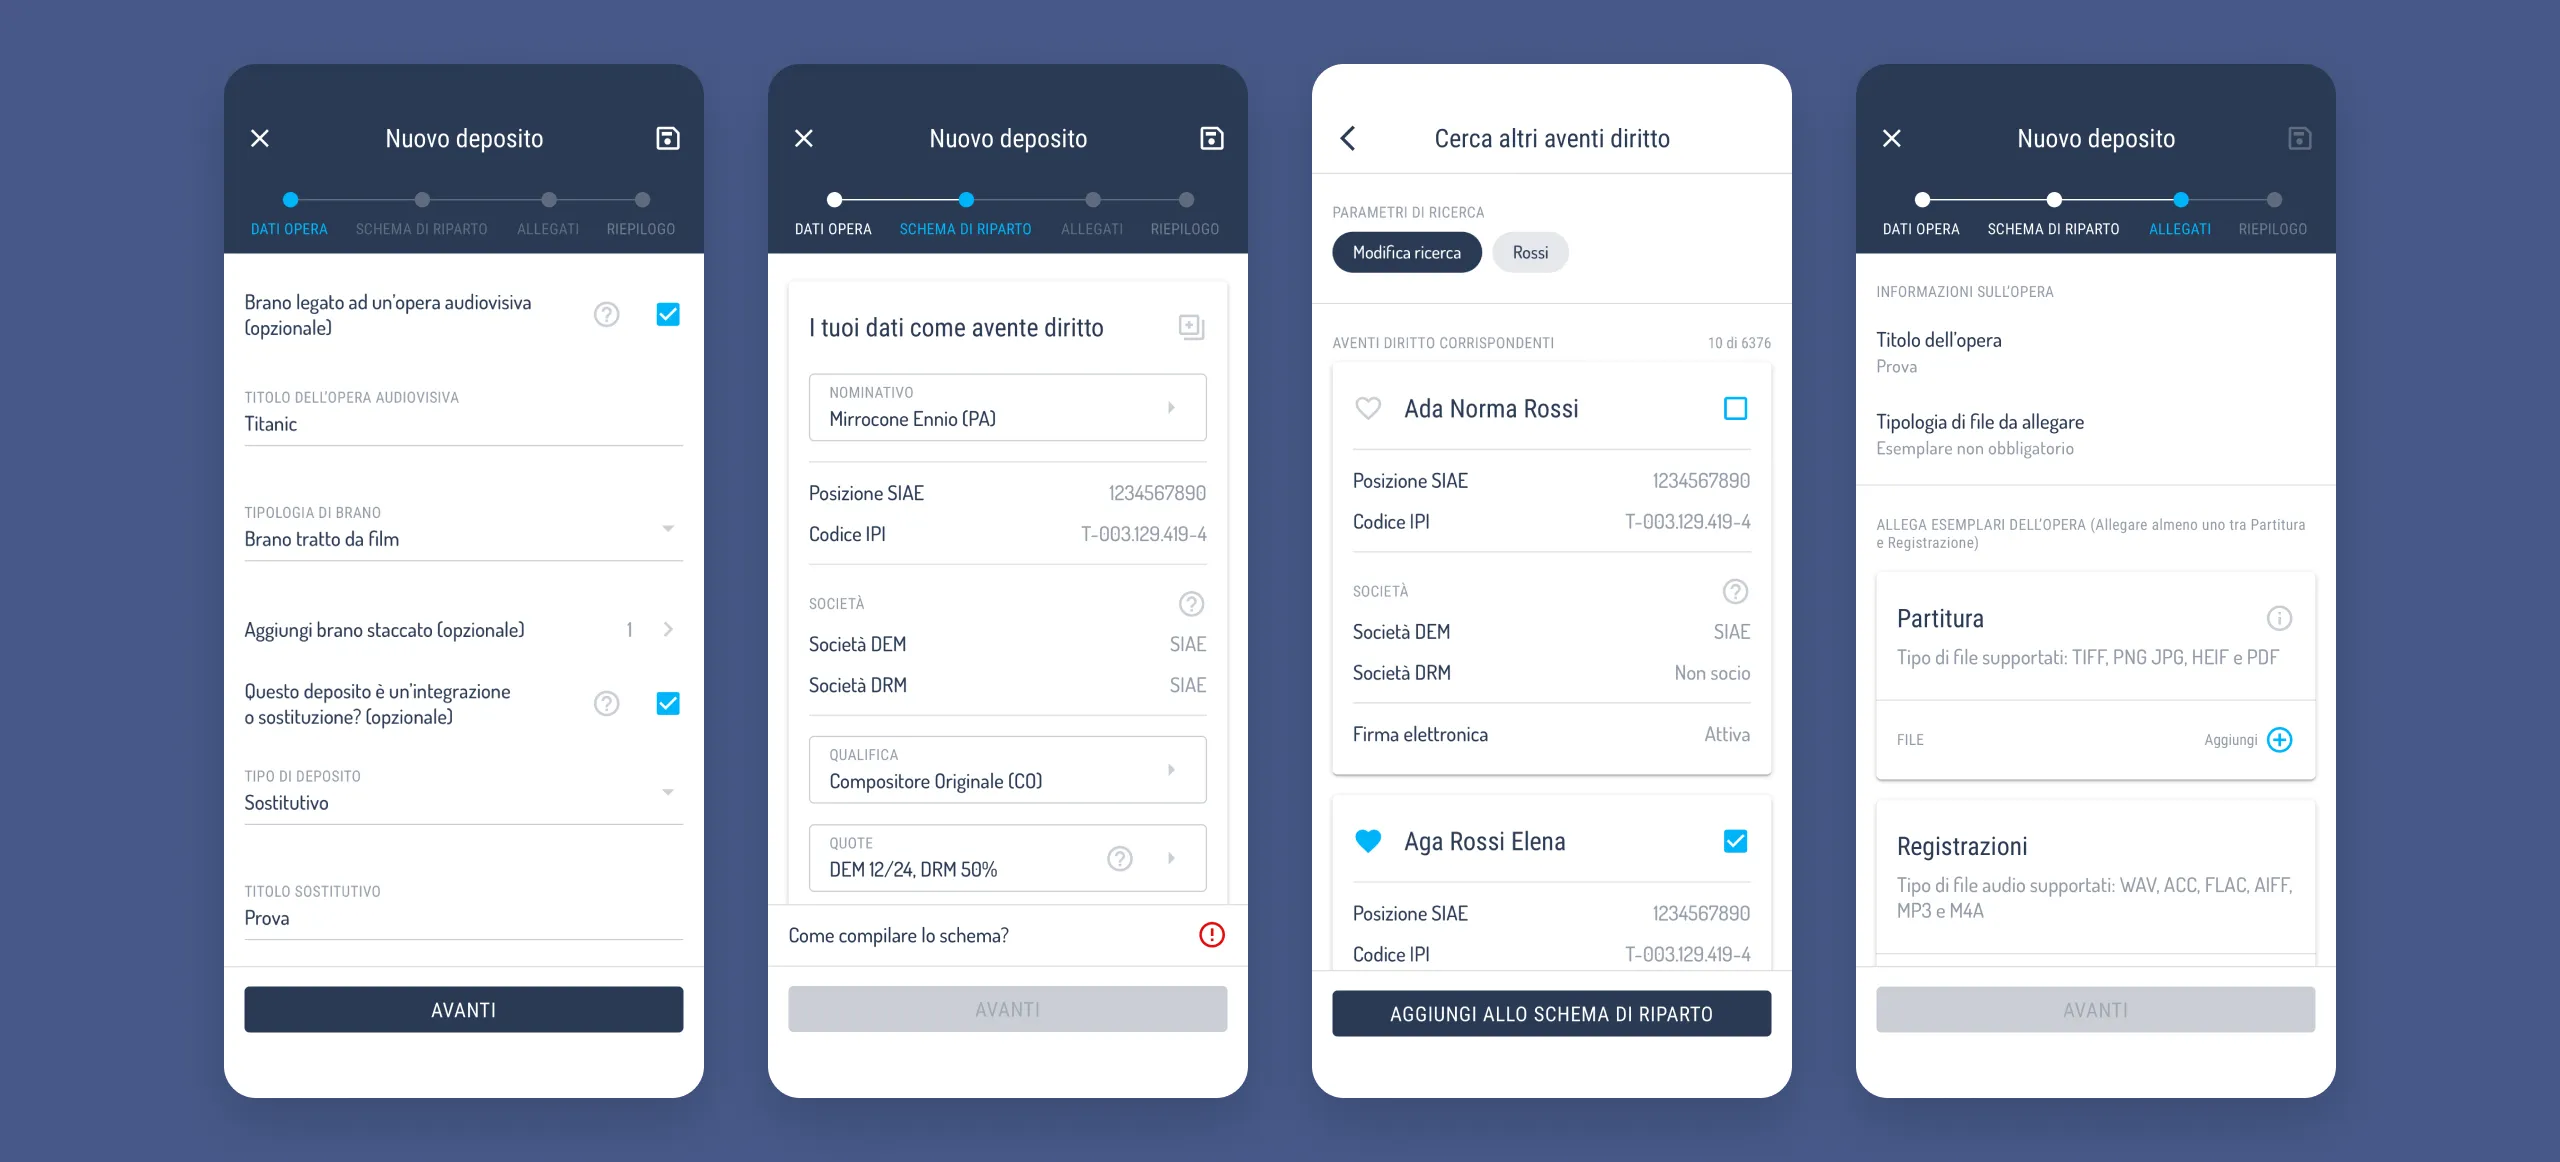 Nuovo deposito
DATI OPERA
SCHEMA DI RIPARTO
ALLEGATI
RIEPILOGO
Brano legato ad un'opera audiovisiva
(opzionale)
TITOLO DELL'OPERA AUDIOVISIVA
Titanic
TIPOLOGIA DI BRANO
Brano tratto da film
Aggiungi brano staccato (opzionale)
1
Questo deposito è un'integrazione
o sostituzione? (opzionale)
TIPO DI DEPOSITO
Sostitutivo
TITOLO SOSTITUTIVO
Prova
AVANTI
Nuovo deposito
DATI OPERA
SCHEMA DI RIPARTO
ALLEGATI
RIEPILOGO
I tuoi dati come avente diritto
NOMINATIVO
Mirrocone Ennio (PA)
Posizione SIAE
1234567890
Codice IPI
T-003.129.419-4
SOCIETÀ
Società DEM
SIAE
Società DRM
SIAE
QUALIFICA
Compositore Originale (CO)
QUOTE
DEM 12/24, DRM 50%
Come compilare lo schema?
AVANTI
Cerca altri aventi diritto
PARAMETRI DI RICERCA
Modifica ricerca
Rossi
AVENTI DIRITTO CORRISPONDENTI
10 di 6376
Ada Norma Rossi
Posizione SIAE
1234567890
Codice IPI
T-003.129.419-4
SOCIETÀ
Società DEM
SIAE
Società DRM
Non socio
Firma elettronica
Attiva
Aga Rossi Elena
Posizione SIAE
1234567890
Codice IPI
T-003.129.419-4
AGGIUNGI ALLO SCHEMA DI RIPARTO
Nuovo deposito
DATI OPERA
SCHEMA DI RIPARTO
ALLEGATI
RIEPILOGO
INFORMAZIONI SULL'OPERA
Titolo dell'opera
Prova
Tipologia di file da allegare
Esemplare non obbligatorio
ALLEGA ESEMPLARI DELL'OPERA (Allegare almeno uno tra Partitura
e Registrazione)
Partitura
Tipo di file supportati: TIFF, PNG JPG, HEIF e PDF
FILE
Aggiungi
Registrazioni
Tipo di file audio supportati: WAV, ACC, FLAC, AIFF,
MP3 e M4A
AVANTI